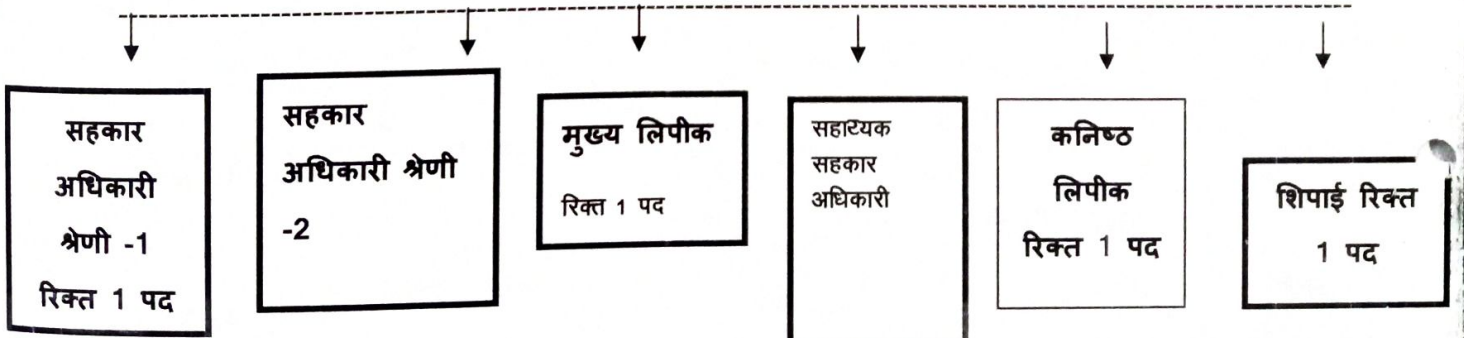 सहकार
अधिकारी
श्रेणी -1
रिक्त 1 पद
सहकार
अधिकारी श्रेणी
-2
मुख्य लिपीक
रिक्त 1 पद
सहाय्यक
सहकार
अधिकारी
कनिष्ठ
लिपीक
रिक्त 1 पद
शिपाई रिक्त
1 पद